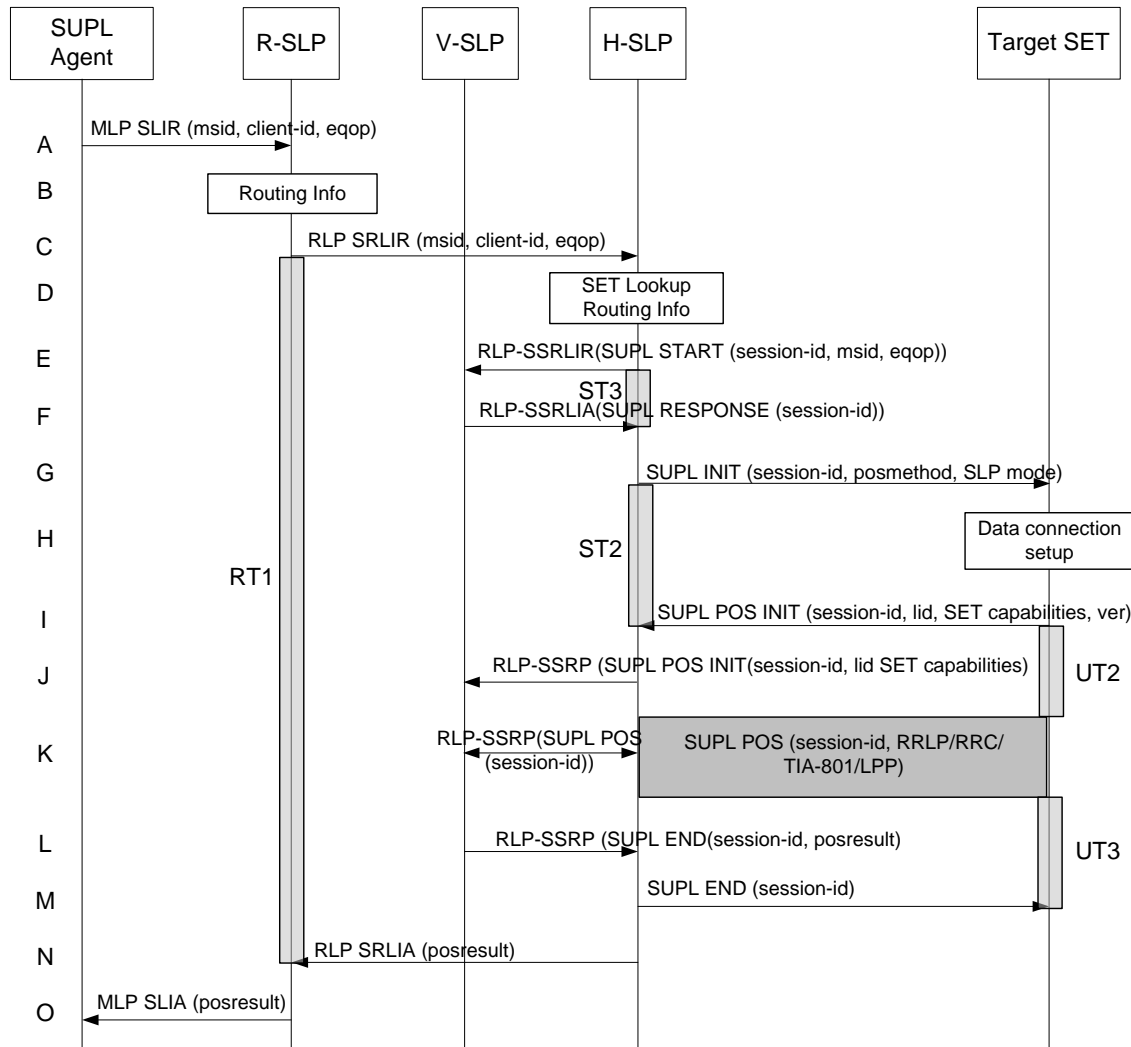 SUPL
Agent
R-SLP
V-SLP
H-SLP
Target SET
A
MLP SLIR (msid, client-id, eqop)
B
Routing Info
C
RLP SRLIR (msid, client-id, eqop)
D
SET Lookup
Routing Info
E
RLP-SSRLIR(SUPL START (session-id, msid, eqop))
ST3
F
RLP-SSRLIA(SUPL RESPONSE (session-id))
G
SUPL INIT (session-id, posmethod, SLP mode)
H
ST2
Data connection
setup
RT1
I
SUPL POS INIT (session-id, lid, SET capabilities, ver)
J
RLP-SSRP (SUPL POS INIT(session-id, lid SET capabilities)
UT2
K
RLP-SSRP(SUPL POS
(session-id))
SUPL POS (session-id, RRLP/RRC/
TIA-801/LPP)
L
RLP-SSRP (SUPL END(session-id, posresult)
UT3
M
SUPL END (session-id)
N
RLP SRLIA (posresult)
O
MLP SLIA (posresult)